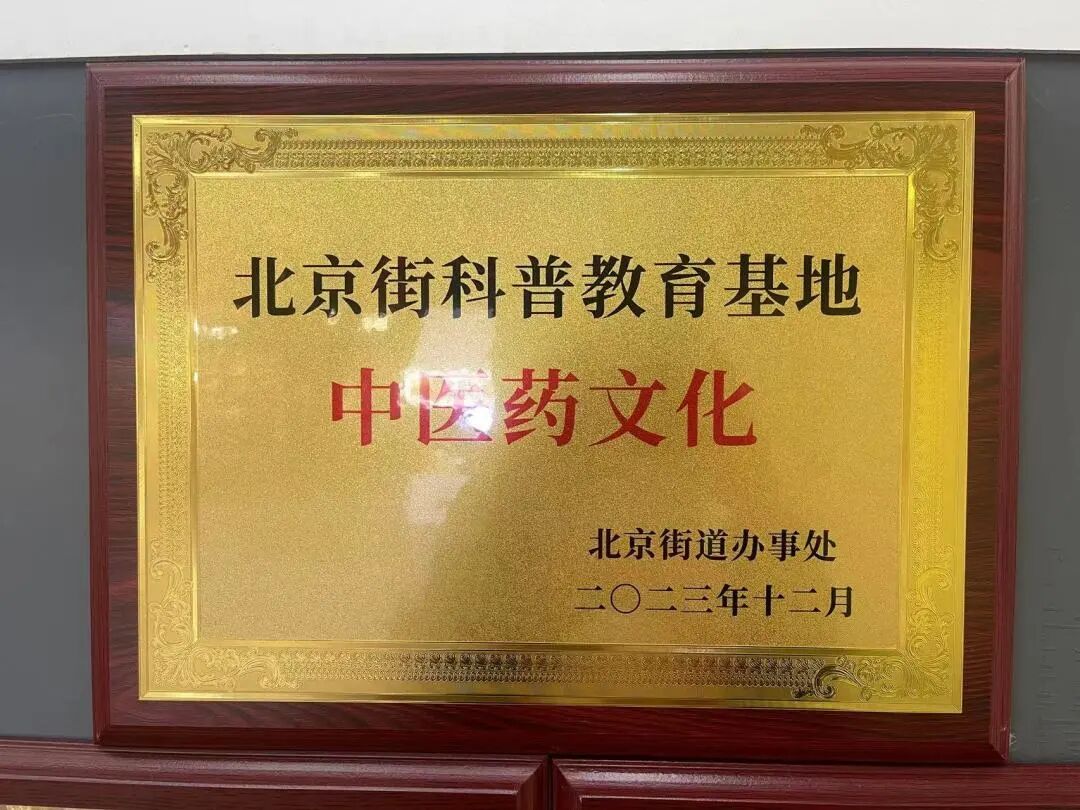 北京街科普教育基地
中医药文化
北京街道办事处
二〇二三年十二月